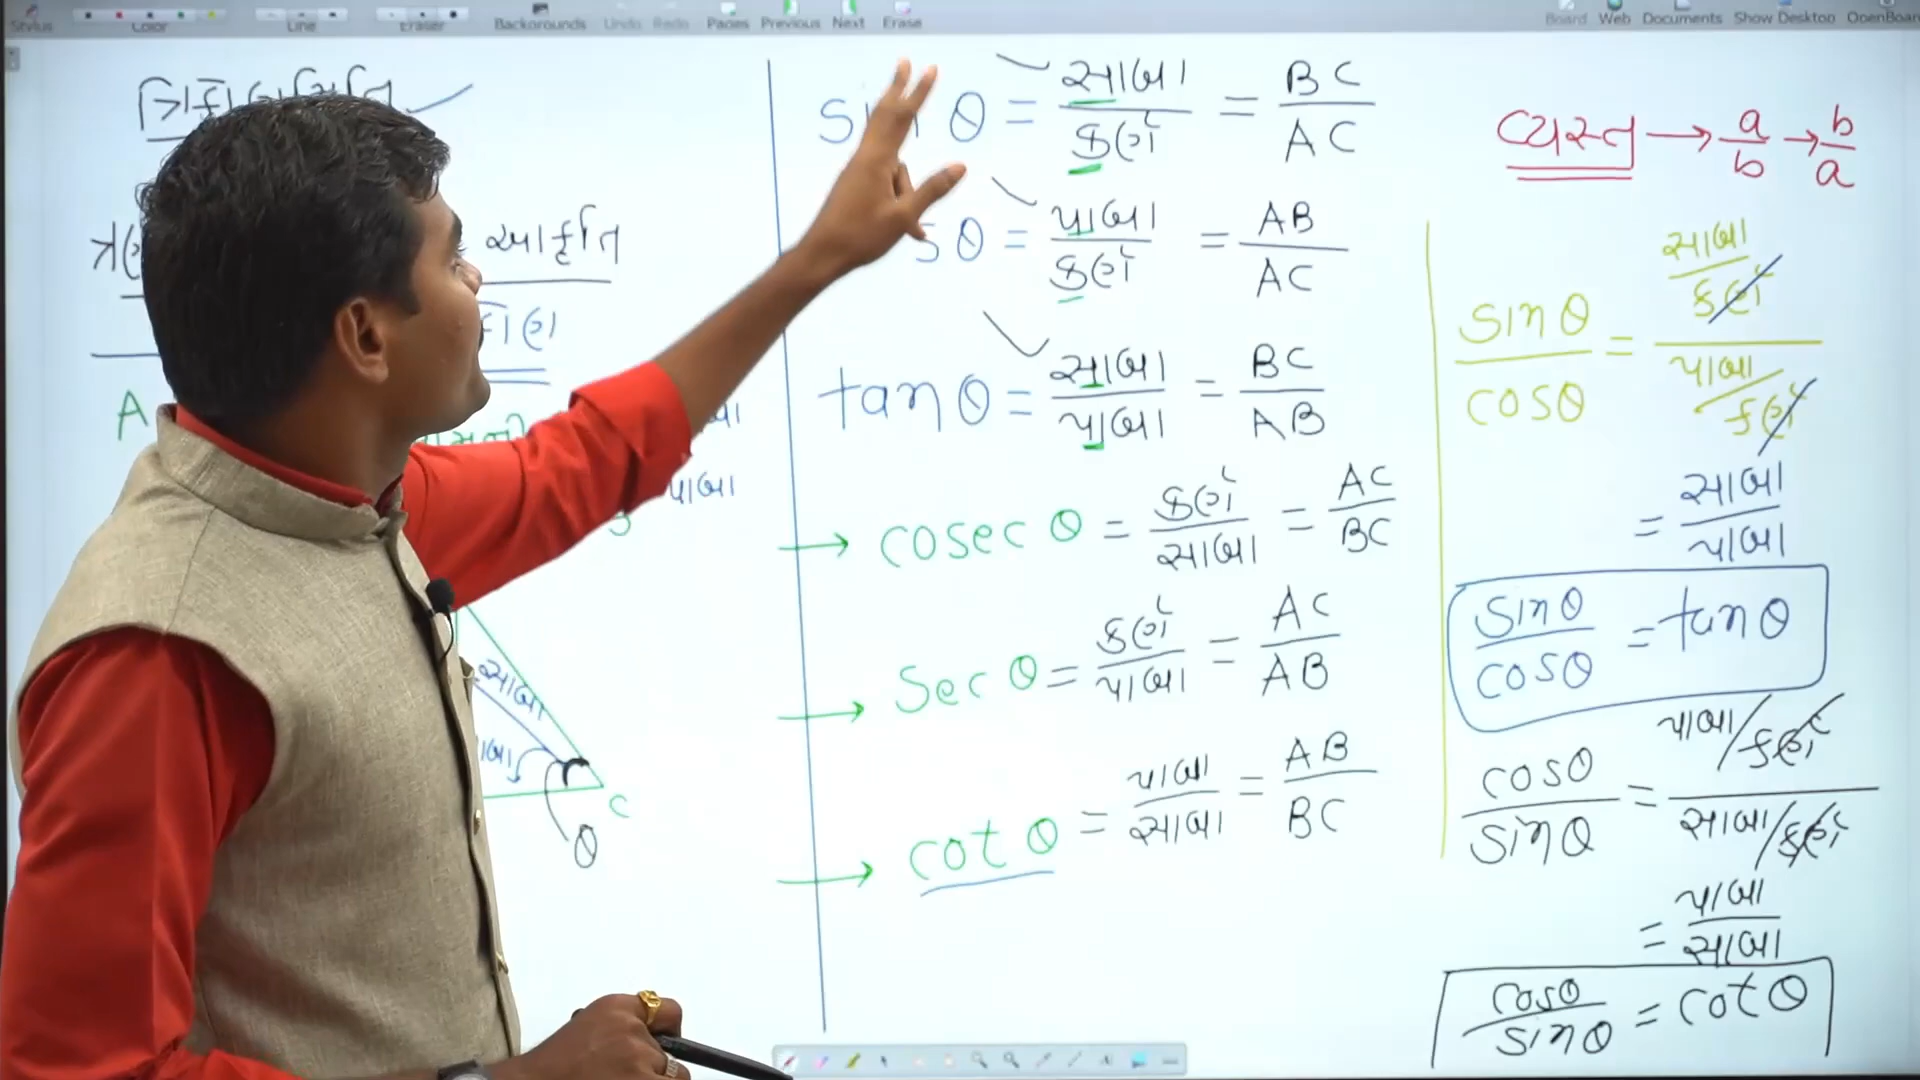 Stylus Color Line Eraser Backgrounds Undo Redo Pages Previous Next Erase Board Web Documents Show Desktop OpenBoard
આકૃતિ
A
પાબા
સાબા
C
θ
sin θ = સાબા / કર્ણ = BC / AC
sθ = પાબા / કર્ણ = AB / AC
tan θ = સાબા / પાબા = BC / AB
→ cosec θ = કર્ણ / સાબા = AC / BC
→ sec θ = કર્ણ / પાબા = AC / AB
→ cot θ = પાબા / સાબા = AB / BC
વ્યસ્ત → a / b → b / a
sin θ / cos θ = સાબા / કર્ણ / પાબા / કર્ણ
= સાબા / પાબા
sin θ / cos θ = tan θ
cos θ / sin θ = પાબા / કર્ણ / સાબા / કર્ણ
= પાબા / સાબા
cos θ / sin θ = cot θ